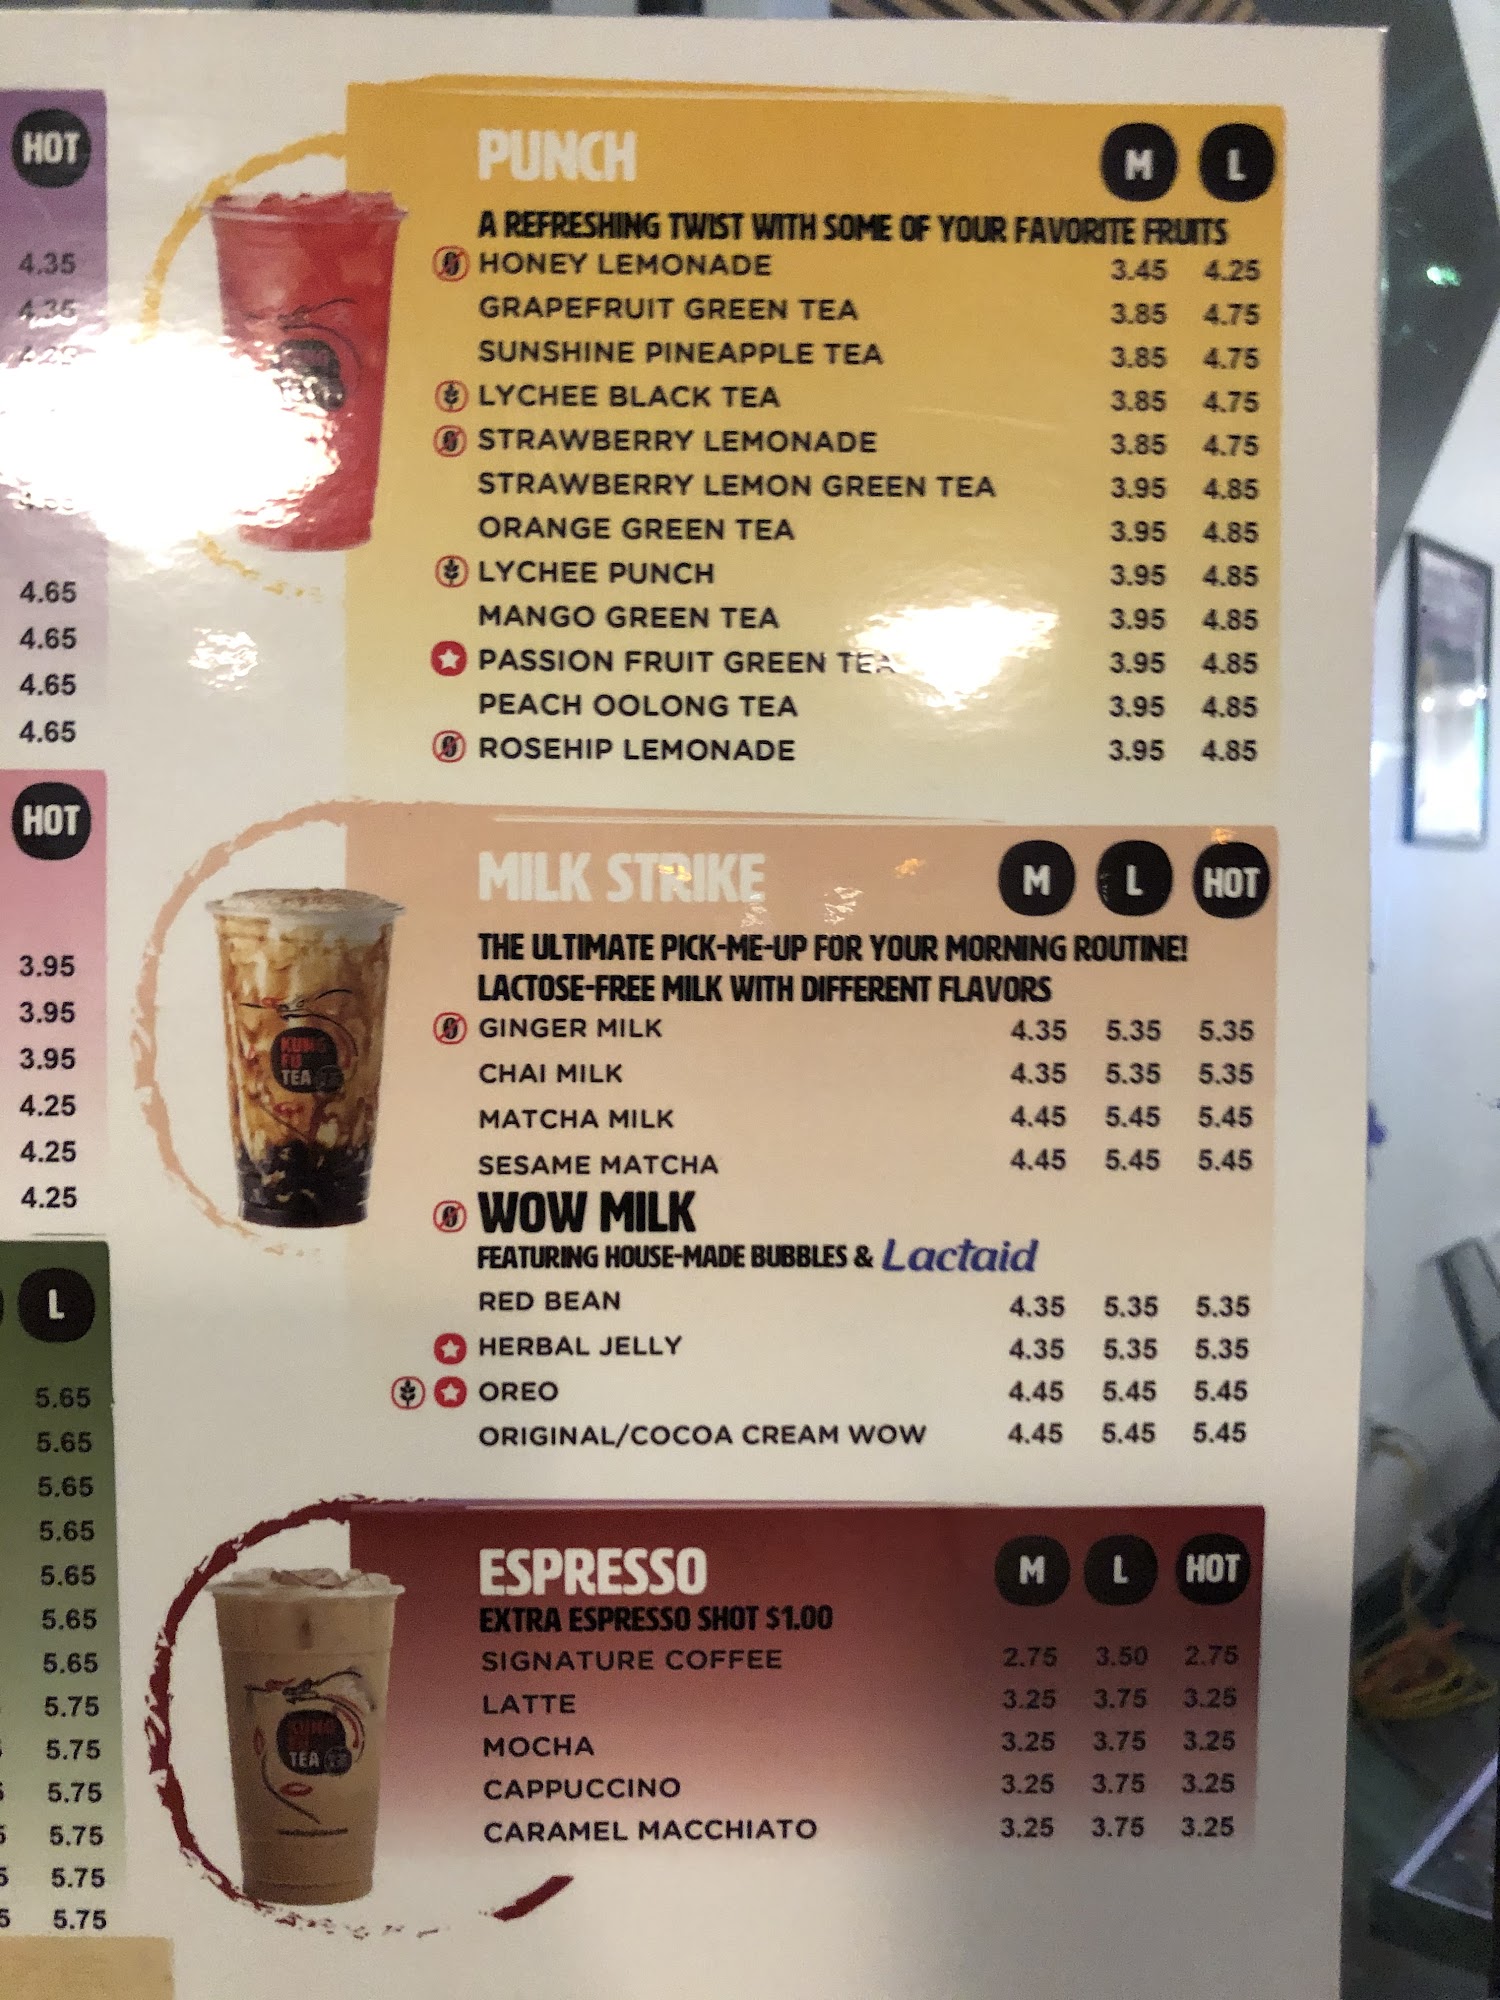 HOT
4.35
4.35
4.65
4.65
4.65
4.65
HOT
3.95
3.95
3.95
4.25
4.25
4.25
L
5.65
5.65
5.65
5.65
5.65
5.65
5.65
5.75
5.75
5.75
5.75
5.75
5.75
PUNCH M L
A REFRESHING TWIST WITH SOME OF YOUR FAVORITE FRUITS
HONEY LEMONADE 3.45 4.25
GRAPEFRUIT GREEN TEA 3.85 4.75
SUNSHINE PINEAPPLE TEA 3.85 4.75
LYCHEE BLACK TEA 3.85 4.75
STRAWBERRY LEMONADE 3.85 4.75
STRAWBERRY LEMON GREEN TEA 3.95 4.85
ORANGE GREEN TEA 3.95 4.85
LYCHEE PUNCH 3.95 4.85
MANGO GREEN TEA 3.95 4.85
PASSION FRUIT GREEN TEA 3.95 4.85
PEACH OOLONG TEA 3.95 4.85
ROSEHIP LEMONADE 3.95 4.85
MILK STRIKE M L HOT
THE ULTIMATE PICK-ME-UP FOR YOUR MORNING ROUTINE!
LACTOSE-FREE MILK WITH DIFFERENT FLAVORS
GINGER MILK 4.35 5.35 5.35
CHAI MILK 4.35 5.35 5.35
MATCHA MILK 4.45 5.45 5.45
SESAME MATCHA 4.45 5.45 5.45
WOW MILK
FEATURING HOUSE-MADE BUBBLES & Lactaid
RED BEAN 4.35 5.35 5.35
HERBAL JELLY 4.35 5.35 5.35
OREO 4.45 5.45 5.45
ORIGINAL/COCOA CREAM WOW 4.45 5.45 5.45
KUNG
FU
TEA
ESPRESSO M L HOT
EXTRA ESPRESSO SHOT $1.00
SIGNATURE COFFEE 2.75 3.50 2.75
LATTE 3.25 3.75 3.25
MOCHA 3.25 3.75 3.25
CAPPUCCINO 3.25 3.75 3.25
CARAMEL MACCHIATO 3.25 3.75 3.25
KUNG
TEA